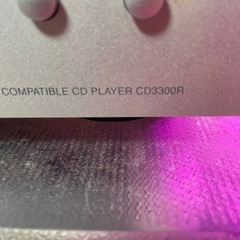 COMPATIBLE CD PLAYER CD3300R